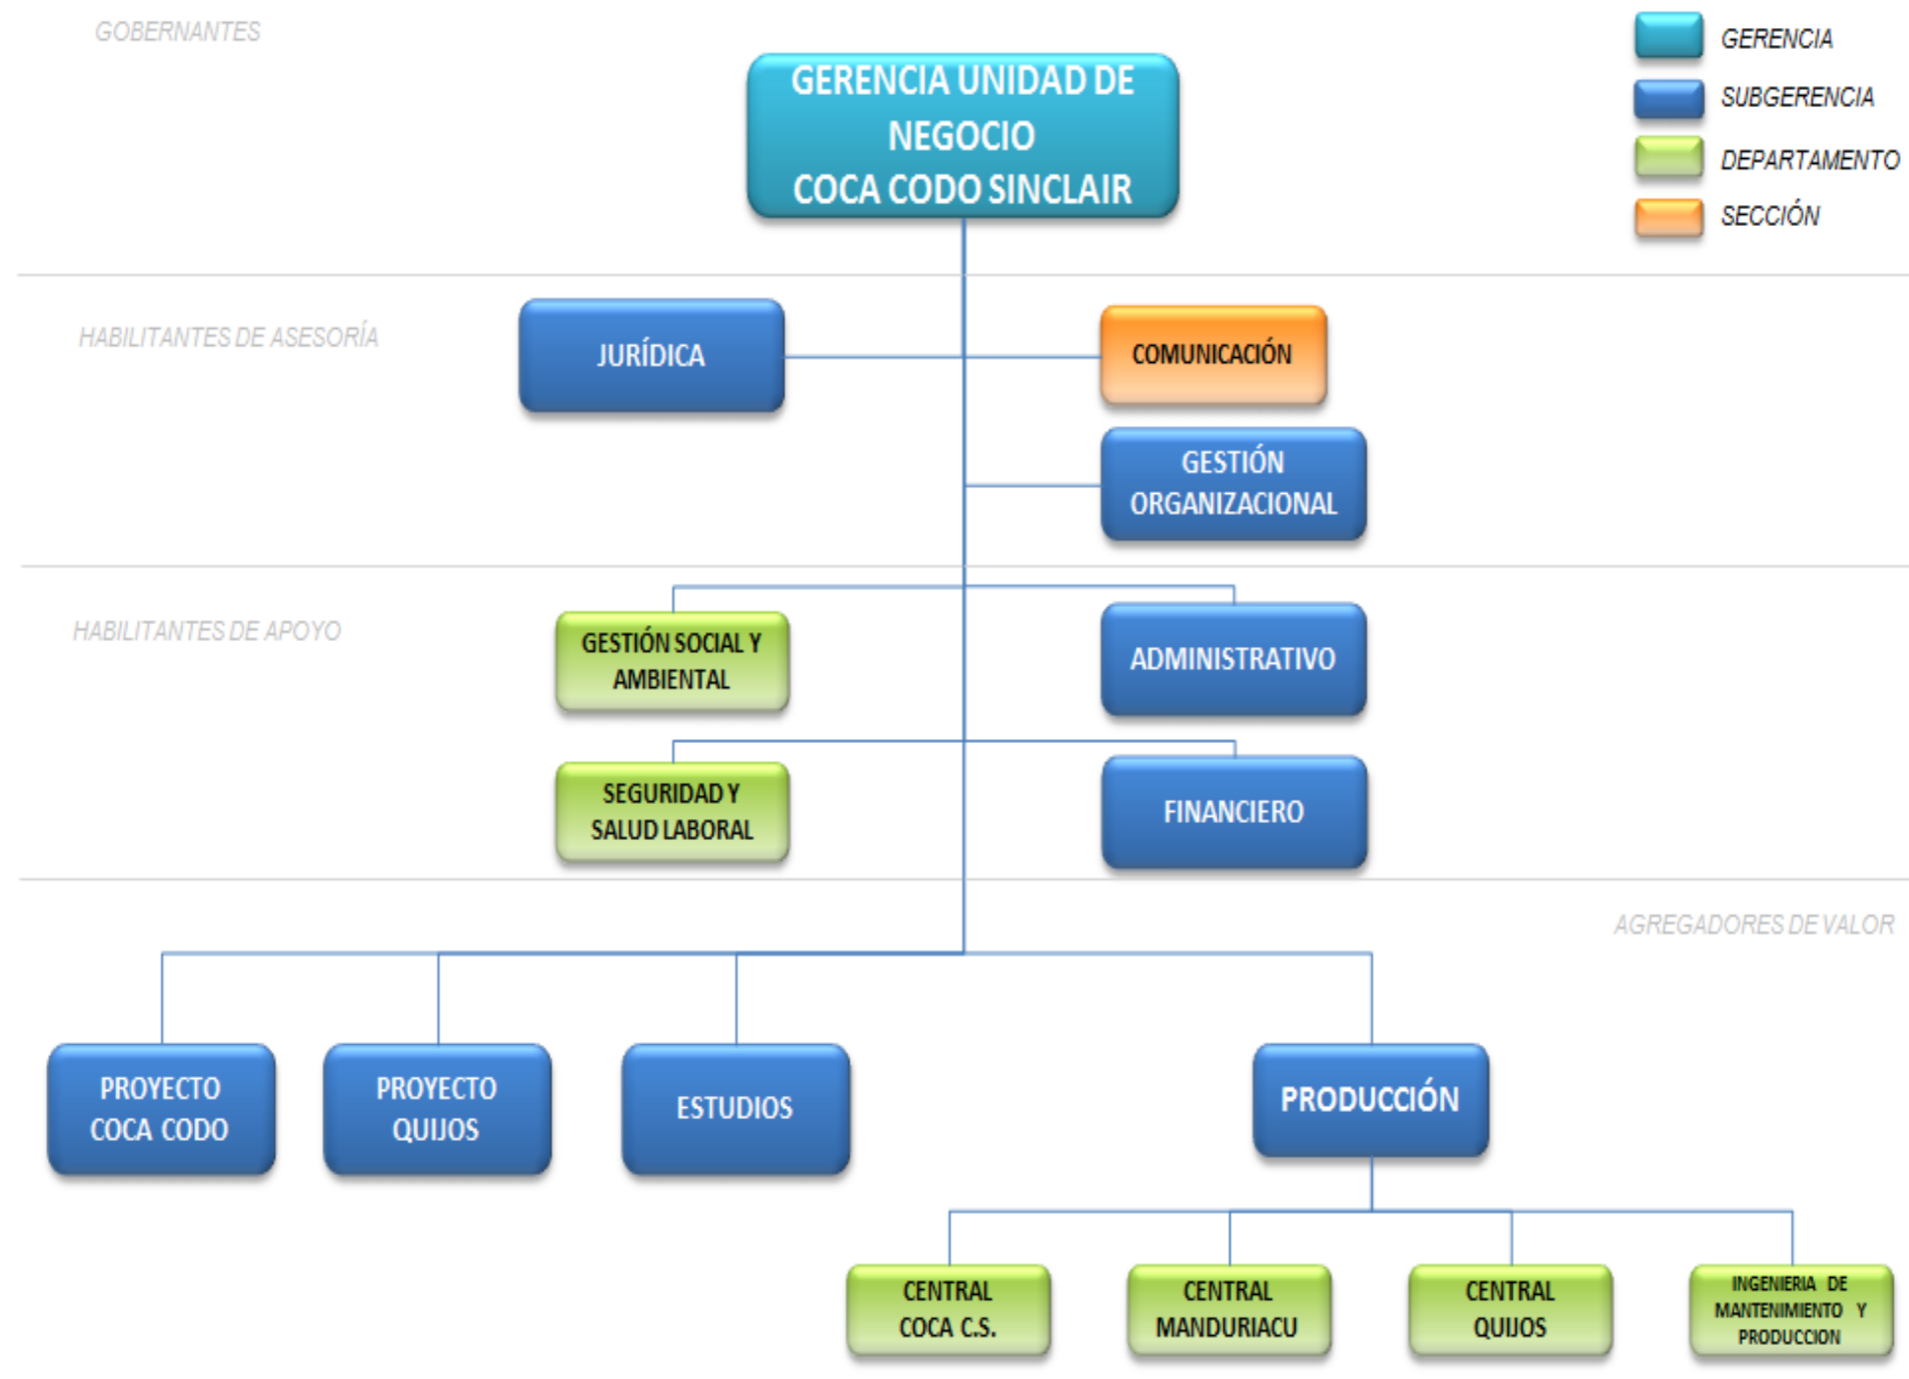 GOBERNANTES
GERENCIA UNIDAD DE
NEGOCIO
COCA CODO SINCLAIR
GERENCIA
SUBGERENCIA
DEPARTAMENTO
SECCIÓN
HABILITANTES DE ASESORÍA
JURÍDICA
COMUNICACIÓN
GESTIÓN
ORGANIZACIONAL
HABILITANTES DE APOYO
GESTIÓN SOCIAL Y
AMBIENTAL
ADMINISTRATIVO
SEGURIDAD Y
SALUD LABORAL
FINANCIERO
AGREGADORES DE VALOR
PROYECTO
COCA CODO
PROYECTO
QUIJOS
ESTUDIOS
PRODUCCIÓN
CENTRAL
COCA C.S.
CENTRAL
MANDURIACU
CENTRAL
QUIJOS
INGENIERIA DE
MANTENIMIENTO Y
PRODUCCION